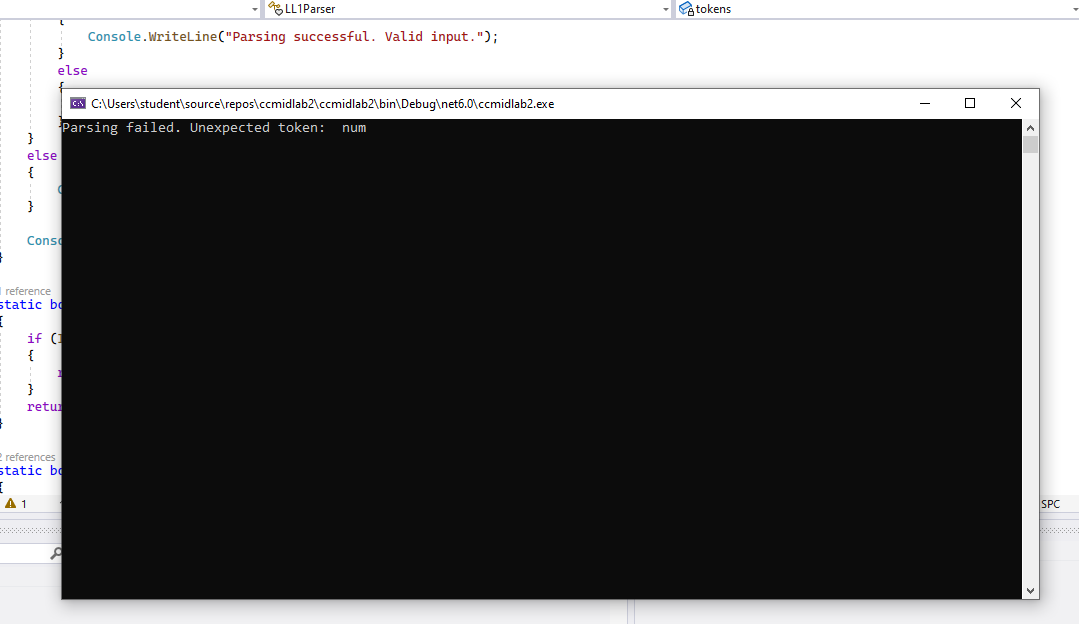 LL1Parser
tokens
{
Console.WriteLine("Parsing successful. Valid input.");
}
else
{
C:\Users\student\source\repos\ccmidlab2\ccmidlab2\bin\Debug\net6.0\ccmidlab2.exe
Parsing failed. Unexpected token:  num
}
}
else
{
}
Conso
}
reference
static bo
{
if (
{
}
retur
}
2 references
static bo
{
1
SPC